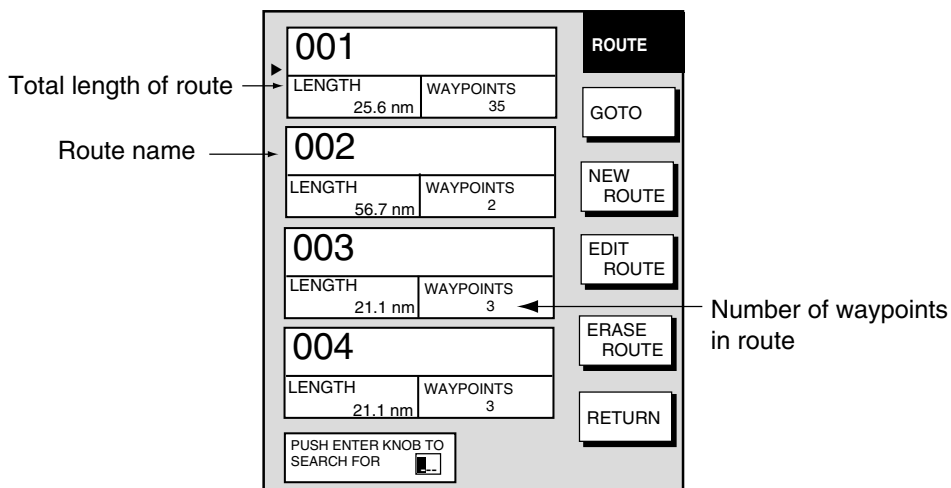 001
LENGTH
25.6 nm
WAYPOINTS
35
002
LENGTH
56.7 nm
WAYPOINTS
2
003
LENGTH
21.1 nm
WAYPOINTS
3
004
LENGTH
21.1 nm
WAYPOINTS
3
PUSH ENTER KNOB TO
SEARCH FOR
ROUTE
GOTO
NEW
ROUTE
EDIT
ROUTE
ERASE
ROUTE
RETURN
Total length of route
Route name
Number of waypoints
in route